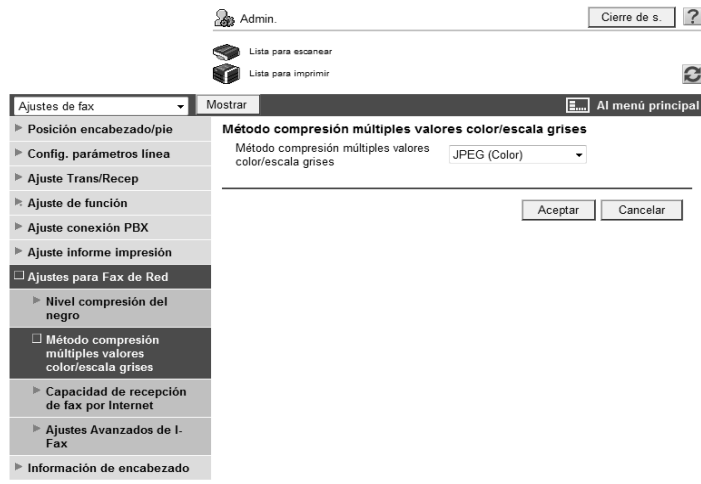 Admin.
Cierre de s.
?
Lista para escanear
Lista para imprimir
Ajustes de fax
Mostrar
Al menú principal
Posición encabezado/pie
Config. parámetros línea
Ajuste Trans/Recep
Ajuste de función
Ajuste conexión PBX
Ajuste informe impresión
Ajustes para Fax de Red
Nivel compresión del
negro
Método compresión
múltiples valores
color/escala grises
Capacidad de recepción
de fax por Internet
Ajustes Avanzados de I-
Fax
Información de encabezado
Método compresión múltiples valores color/escala grises
Método compresión múltiples valores
color/escala grises
JPEG (Color)
Aceptar
Cancelar